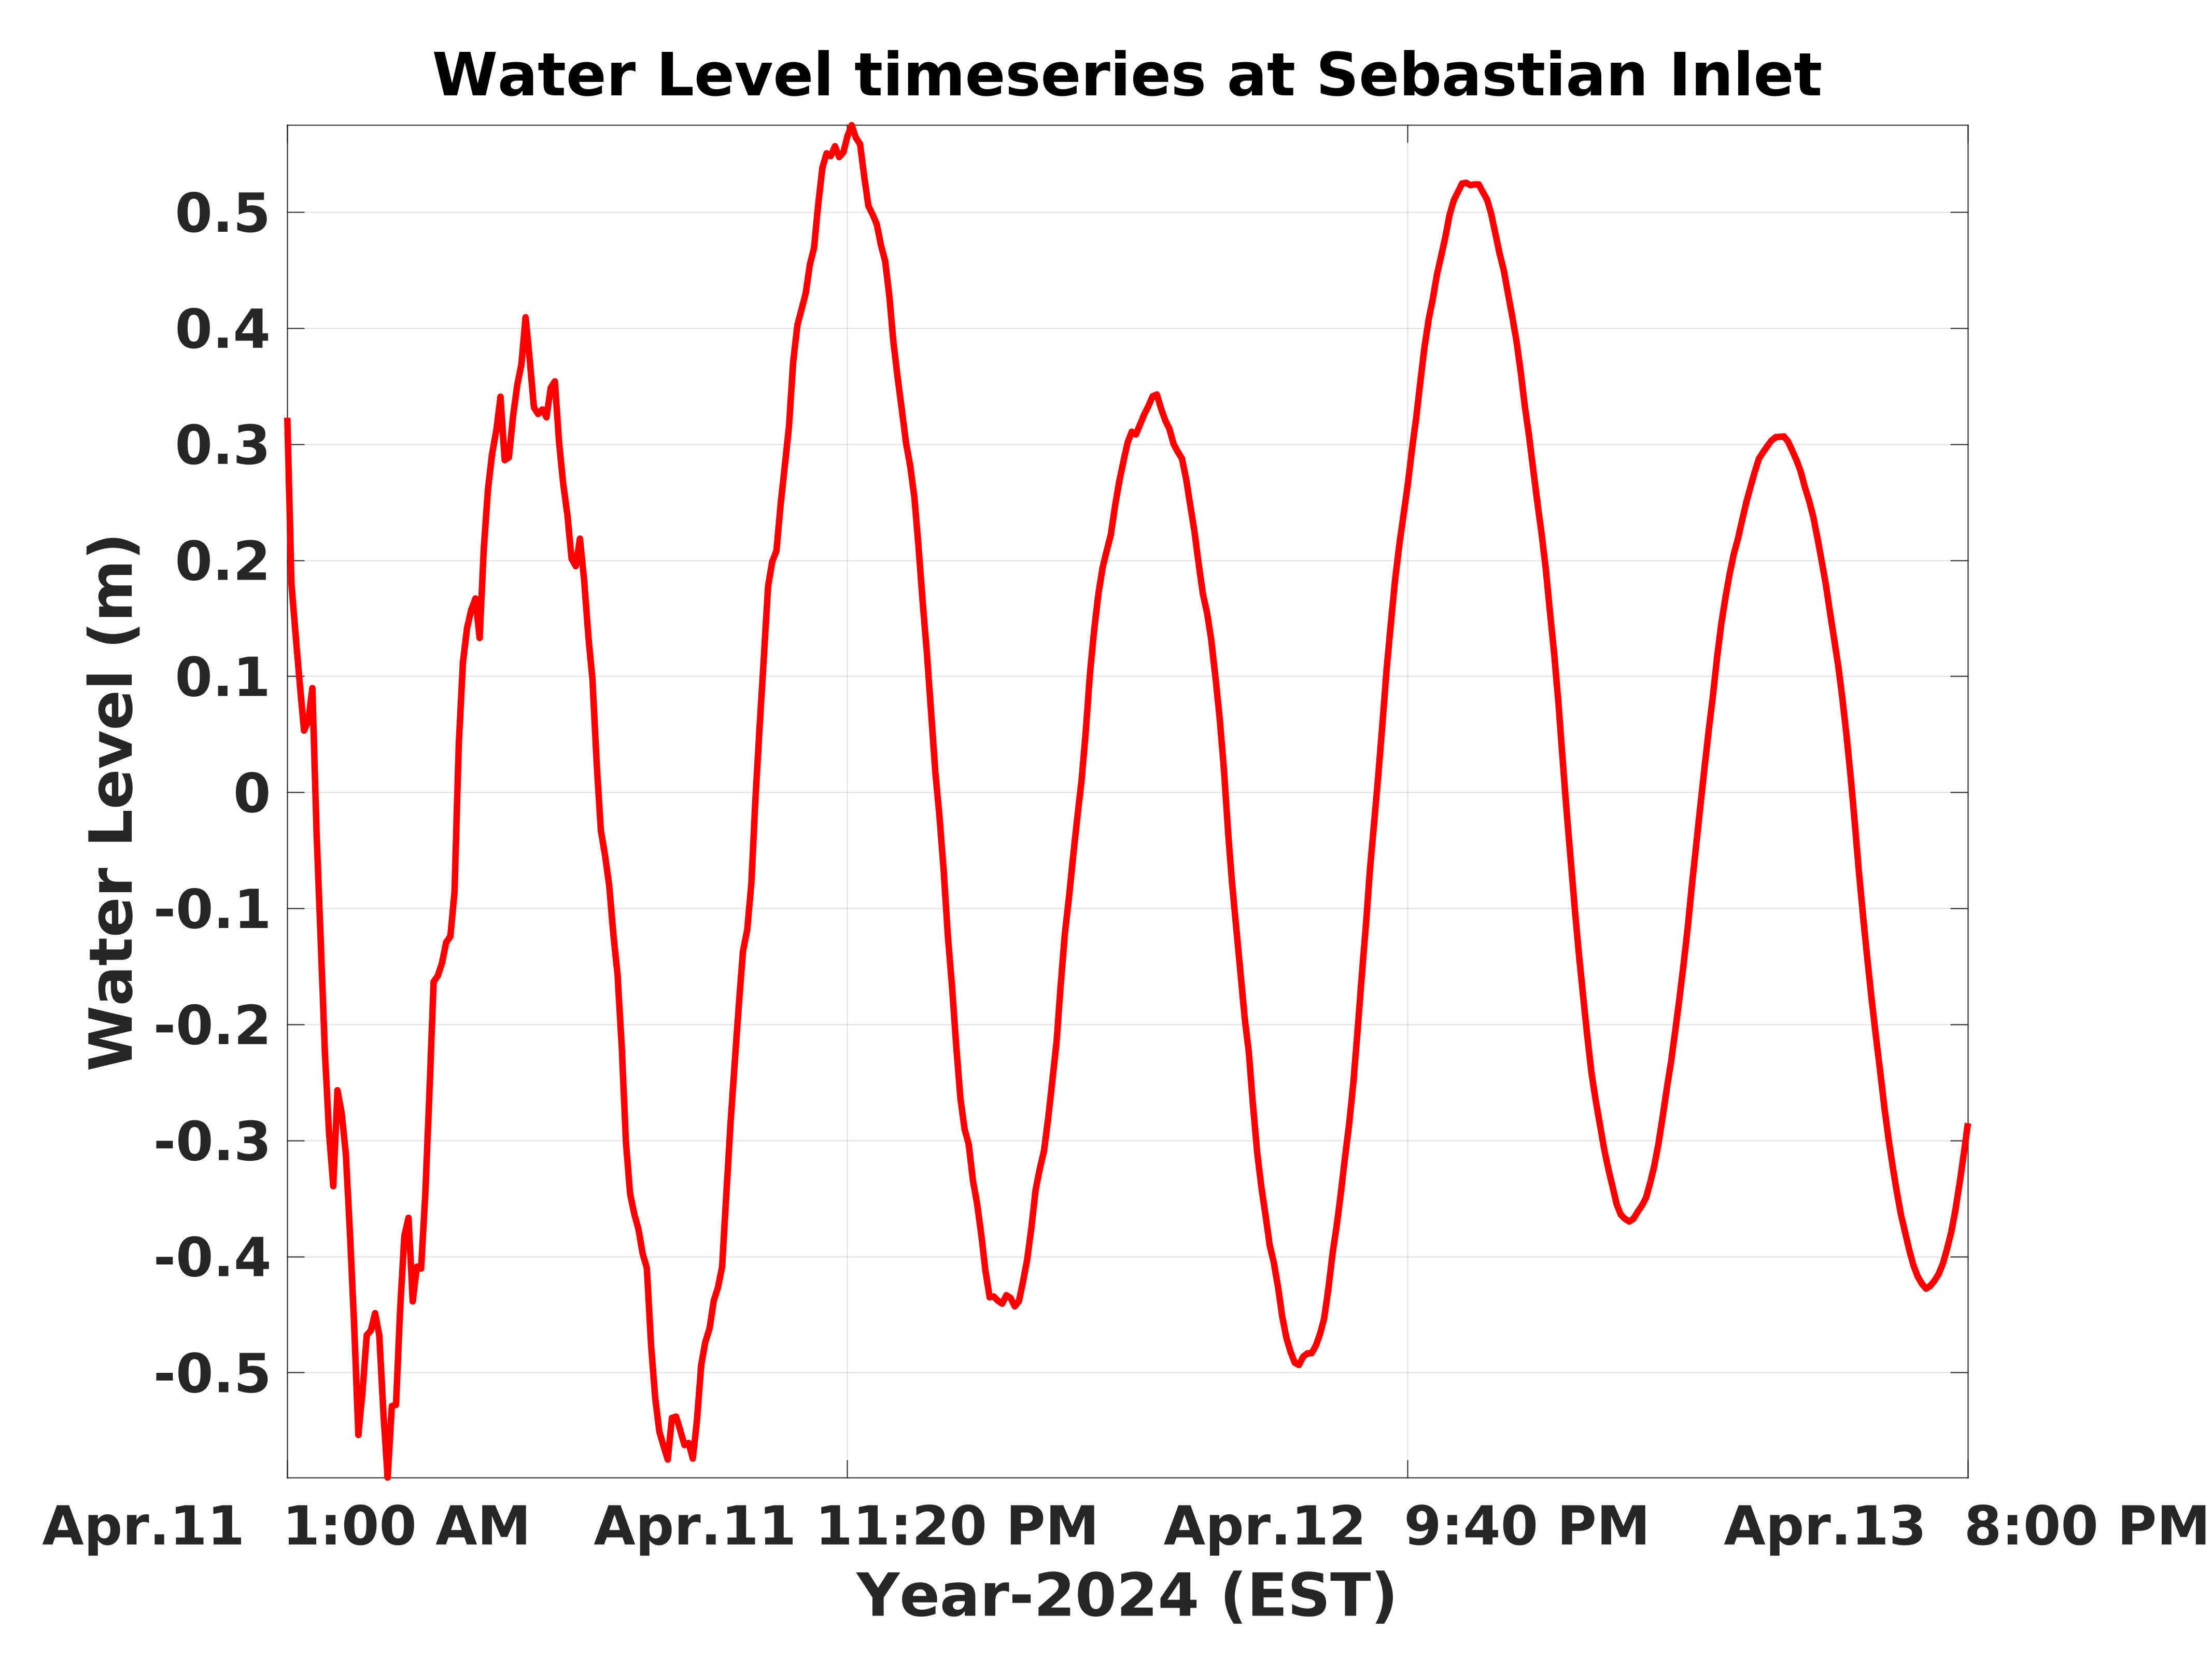 Water Level timeseries at Sebastian Inlet
Water Level (m)
0.5
0.4
0.3
0.2
0.1
0
-0.1
-0.2
-0.3
-0.4
-0.5
Apr.11 1:00 AM
Apr.11 11:20 PM
Apr.12 9:40 PM
Apr.13 8:00 PM
Year-2024 (EST)